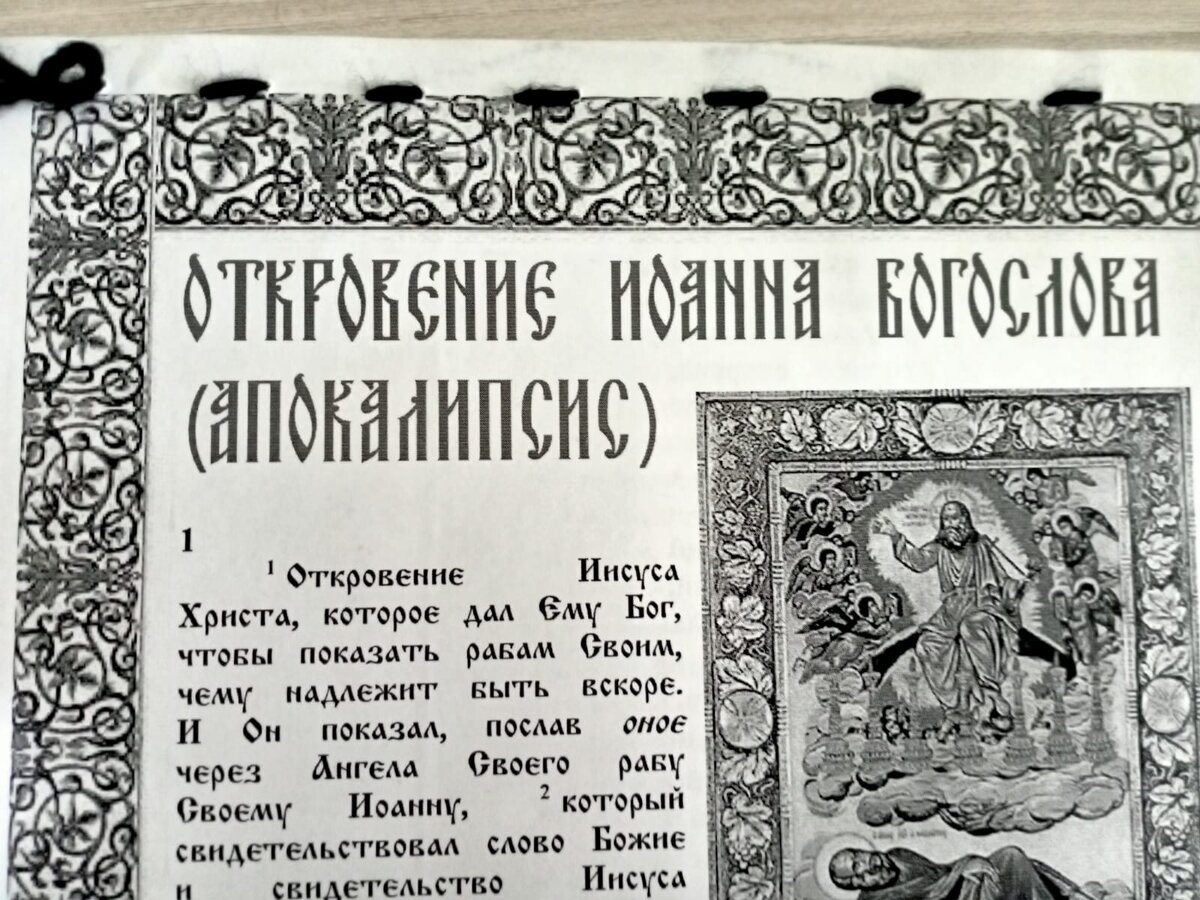 ОТКРОВЕНИЕ ИОАННА БОГОСЛОВА
(АПОКАЛИПСИС)
1
1 Откровение Иисуса
Христа, которое дал Ему Бог,
чтобы показать рабам Своим,
чему надлежит быть вскоре.
И Он показал, послав оное
через Ангела Своего рабу
Своему Иоанну, 2 который
свидетельствовал слово Божие
и свидетельство Иисуса